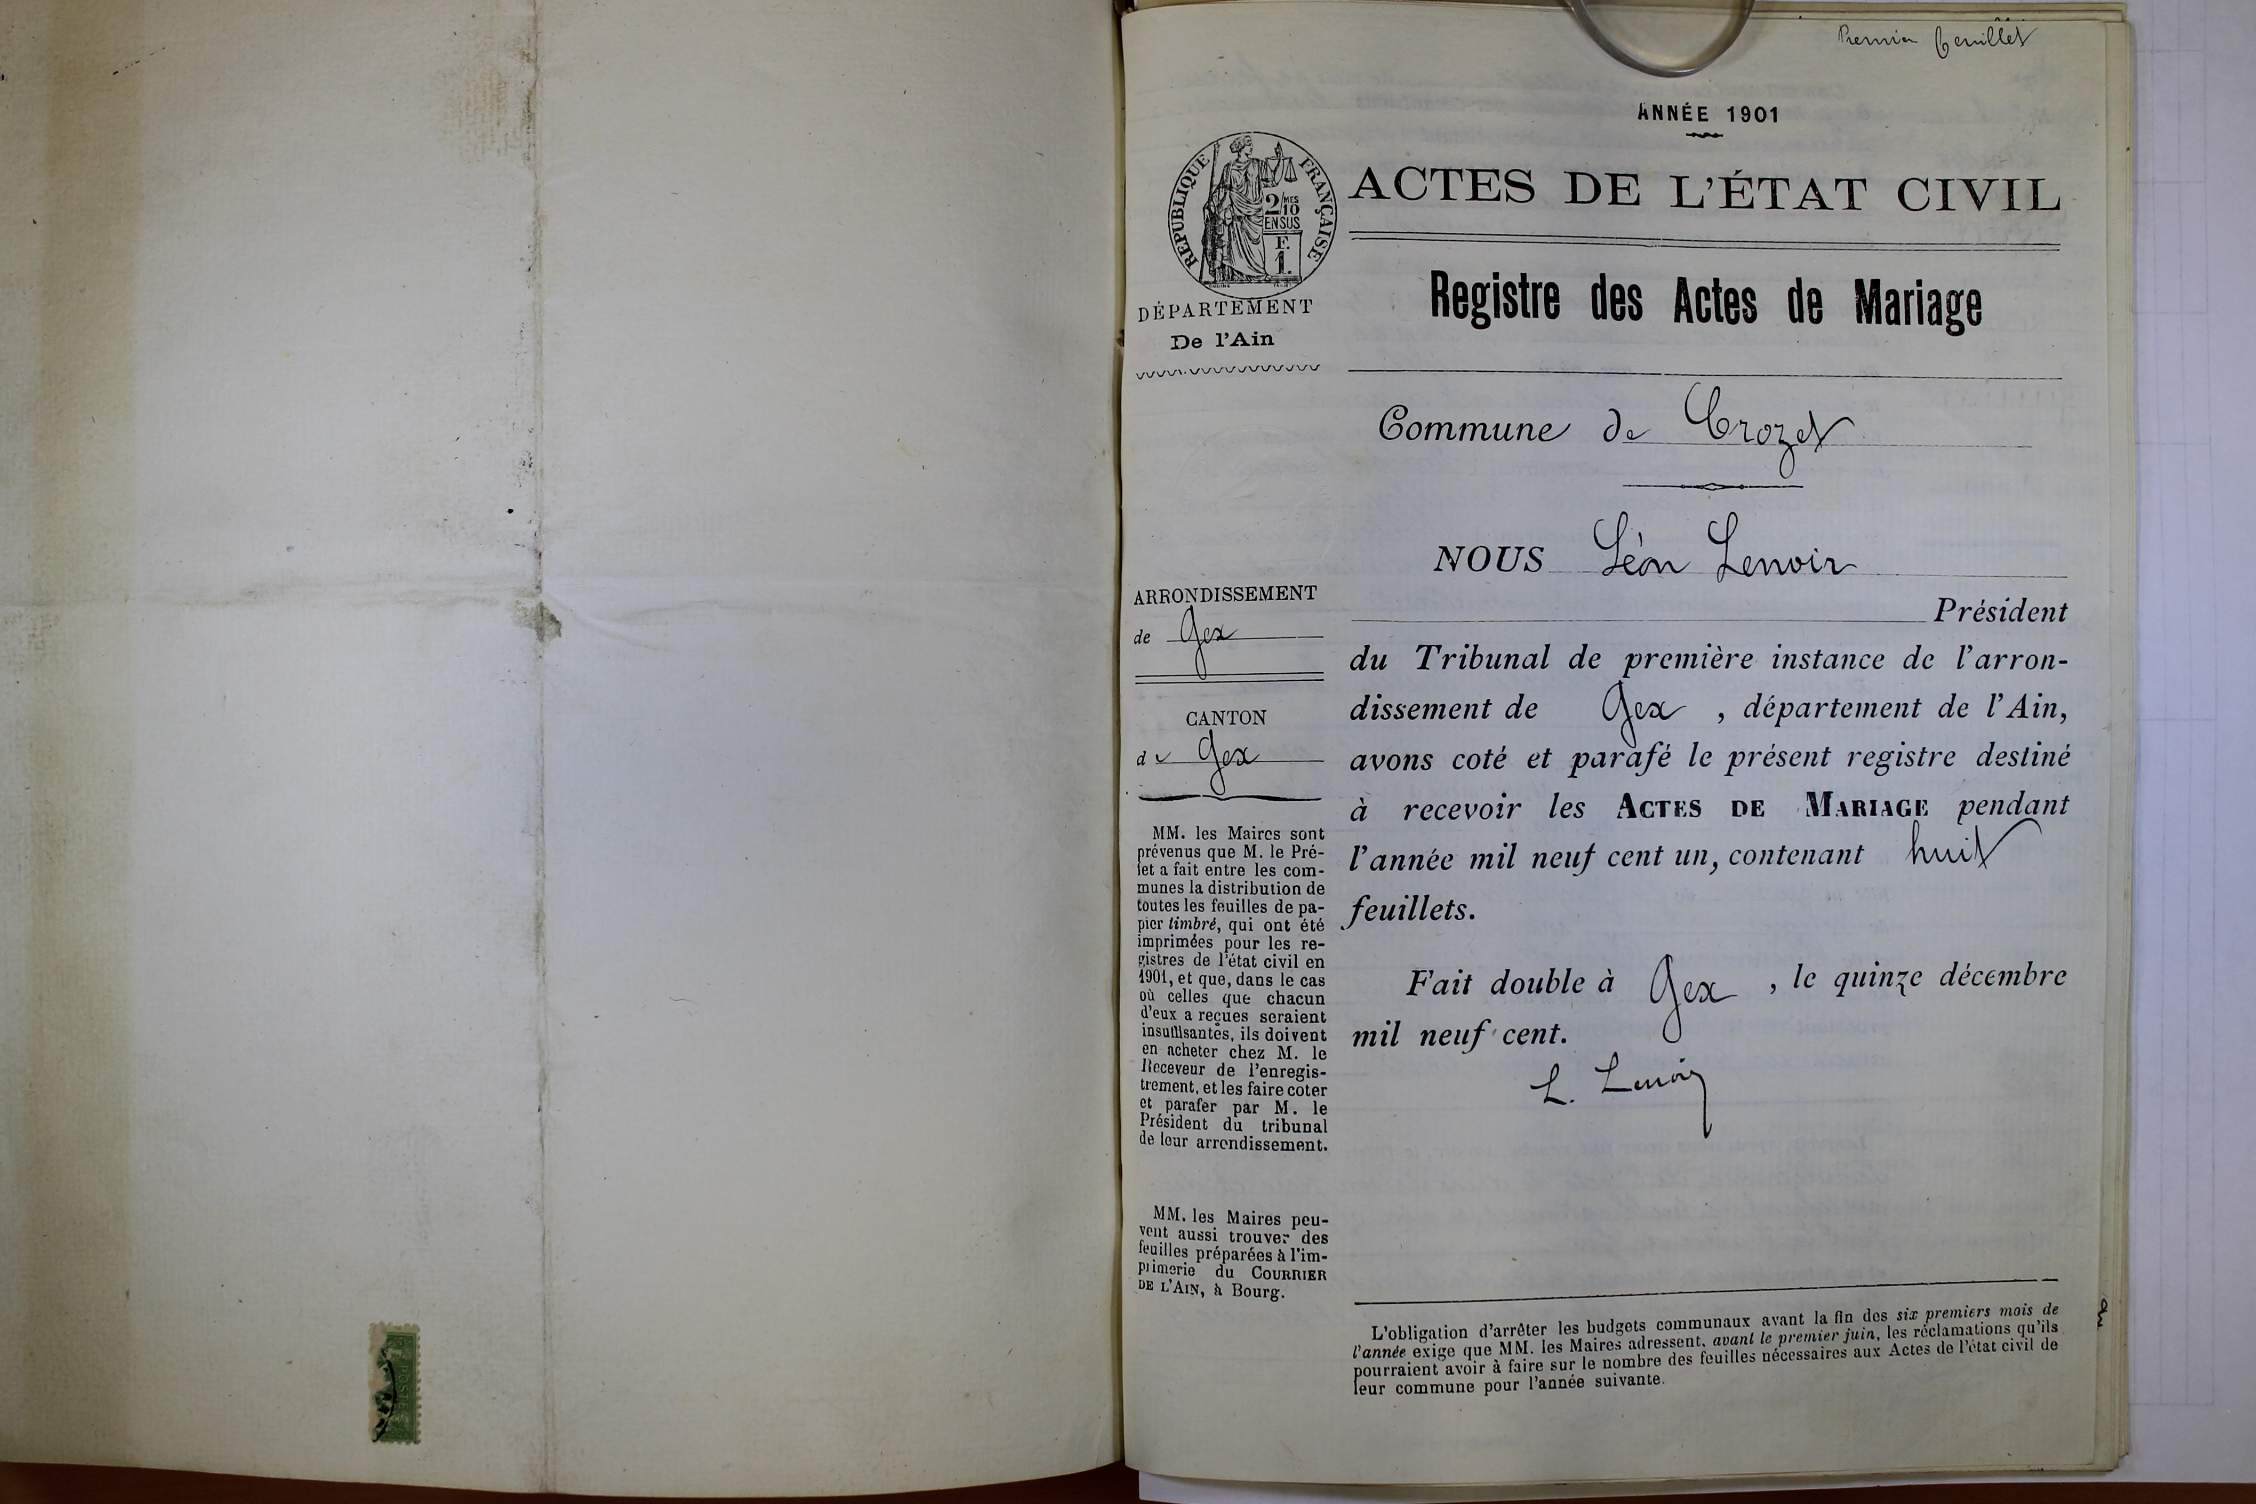 Premier feuillet
ANNÉE 1901
RÉPUBLIQUE FRANÇAISE
2/10 MES
EN SUS
F.
1.
ACTES DE L'ÉTAT CIVIL
Registre des Actes de Mariage
DÉPARTEMENT
De l'Ain
Commune de Crozet
NOUS Léon Lenoir
Président
du Tribunal de première instance de l'arron-
dissement de Gex, département de l'Ain,
avons coté et parafé le présent registre destiné
à recevoir les ACTES DE MARIAGE pendant
l'année mil neuf cent un, contenant huit
feuillets.
Fait double à Gex, le quinze décembre
mil neuf cent.
L. Lenoir
ARRONDISSEMENT
de Gex
CANTON
de Gex
MM. les Maires sont
prévenus que M. le Pré-
fet a fait entre les com-
munes la distribution de
toutes les feuilles de pa-
pier timbré, qui ont été
imprimées pour les re-
gistres de l'état civil en
1901, et que, dans le cas
où celles que chacun
d'eux a reçues seraient
insuffisantes, ils doivent
en acheter chez M. le
Receveur de l'enregis-
trement, et les faire coter
et parafer par M. le
Président du tribunal
de leur arrondissement.
MM. les Maires peu-
vent aussi trouver des
feuilles préparées à l'im-
primerie du COURRIER
DE L'AIN, à Bourg.
L'obligation d'arrêter les budgets communaux avant la fin des six premiers mois de
l'année exige que MM. les Maires adressent, avant le premier juin, les réclamations qu'ils
pourraient avoir à faire sur le nombre des feuilles nécessaires aux Actes de l'état civil de
leur commune pour l'année suivante.